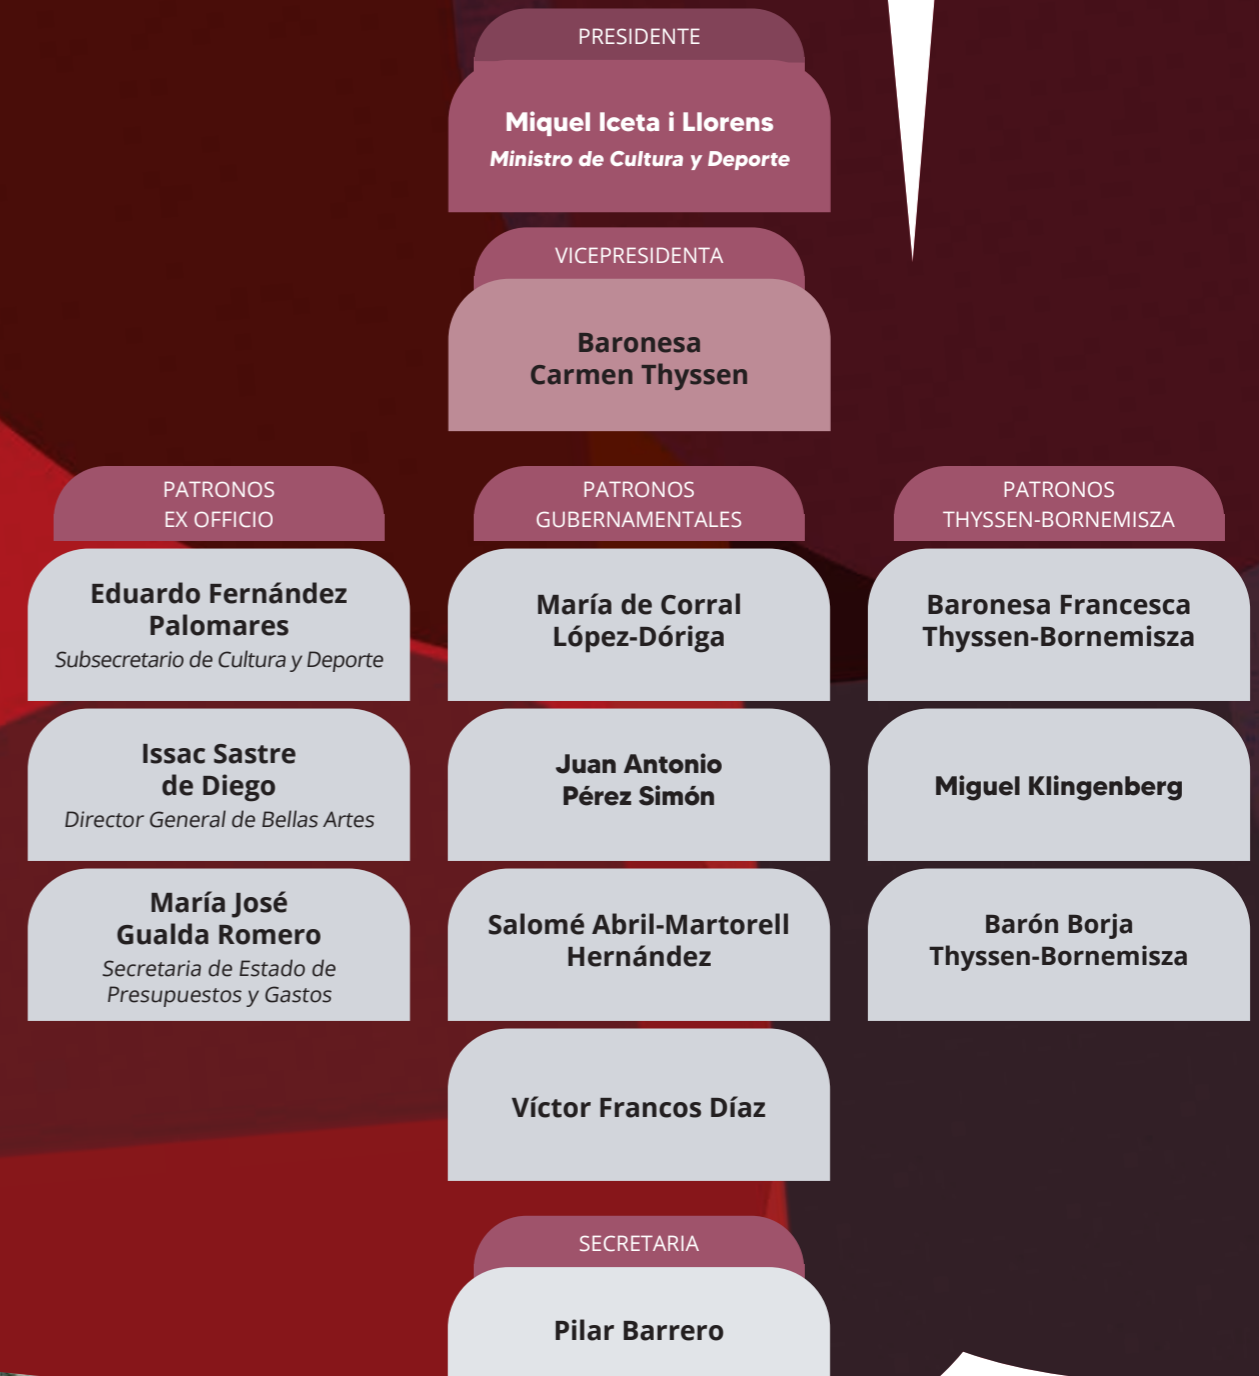 PRESIDENTE
Miquel Iceta i Llorens
Ministro de Cultura y Deporte
VICEPRESIDENTA
Baronesa
Carmen Thyssen
PATRONOS
EX OFFICIO
Eduardo Fernández
Palomares
Subsecretario de Cultura y Deporte
Issac Sastre
de Diego
Director General de Bellas Artes
María José
Gualda Romero
Secretaria de Estado de
Presupuestos y Gastos
PATRONOS
GUBERNAMENTALES
María de Corral
López-Dóriga
Juan Antonio
Pérez Simón
Salomé Abril-Martorell
Hernández
Víctor Francos Díaz
PATRONOS
THYSSEN-BORNEMISZA
Baronesa Francesca
Thyssen-Bornemisza
Miguel Klingenberg
Barón Borja
Thyssen-Bornemisza
SECRETARIA
Pilar Barrero